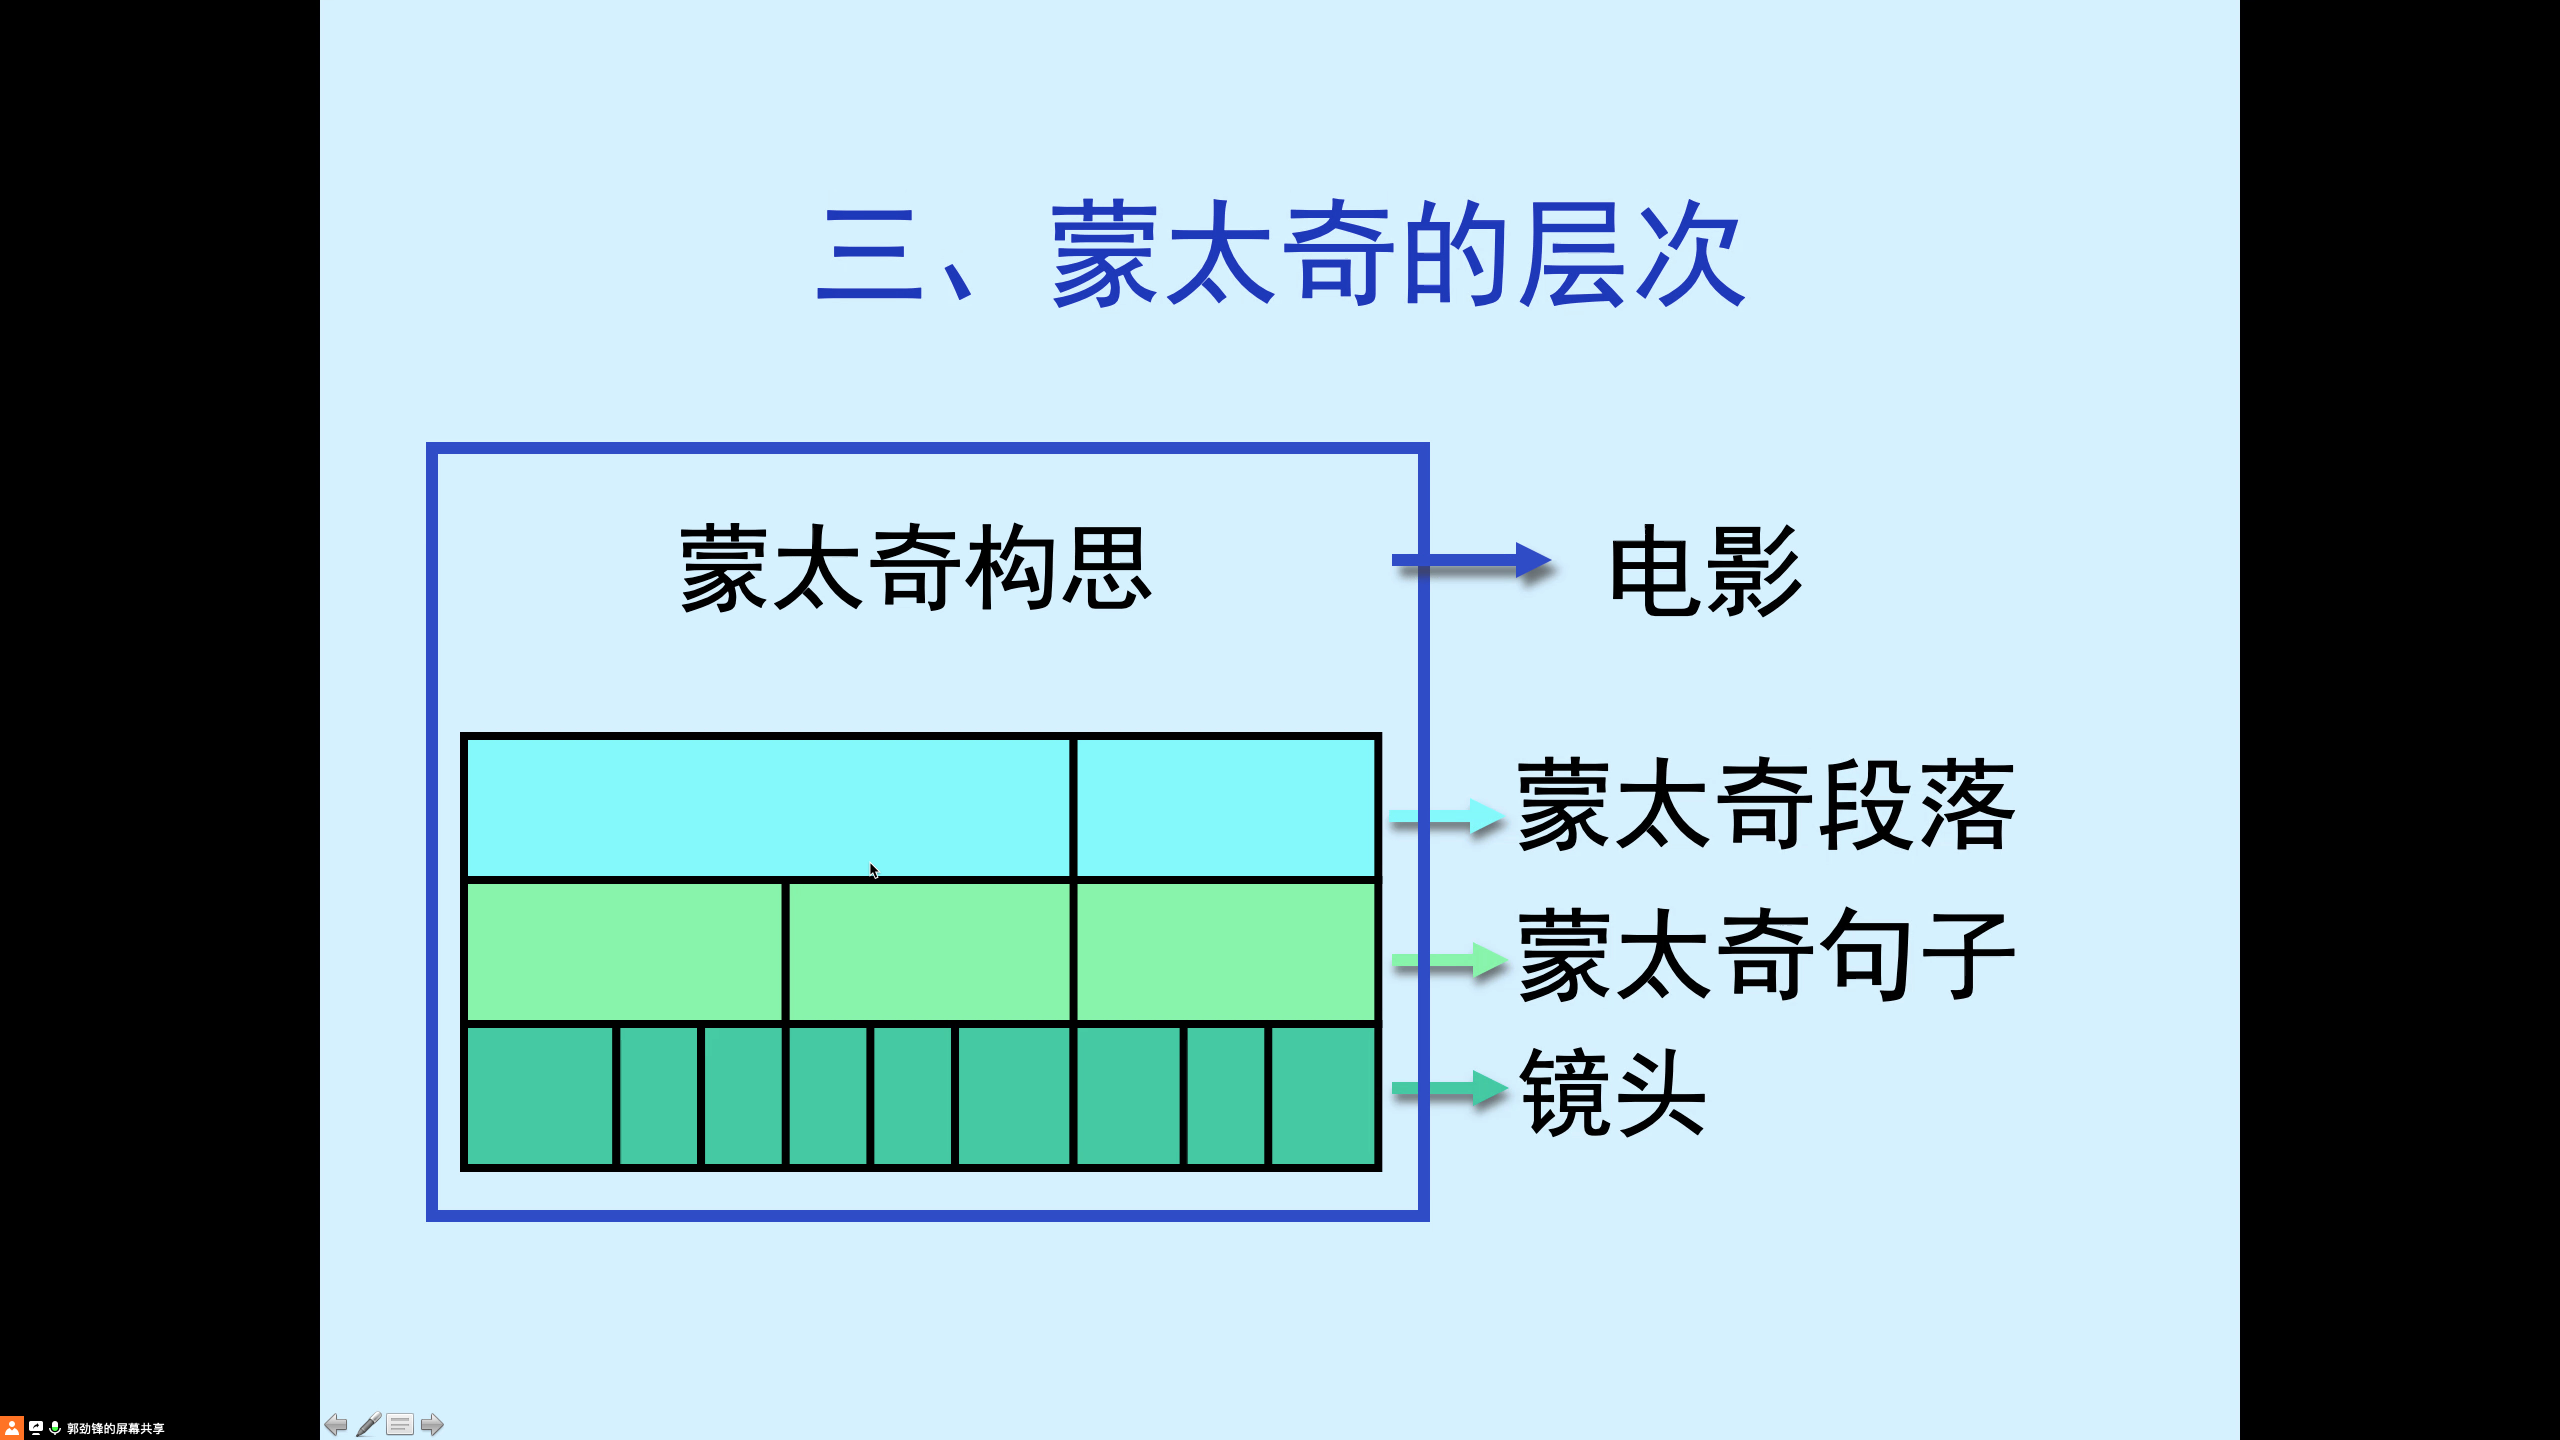 三、蒙太奇的层次
蒙太奇构思
电影
蒙太奇段落
蒙太奇句子
镜头
郭劲锋的屏幕共享